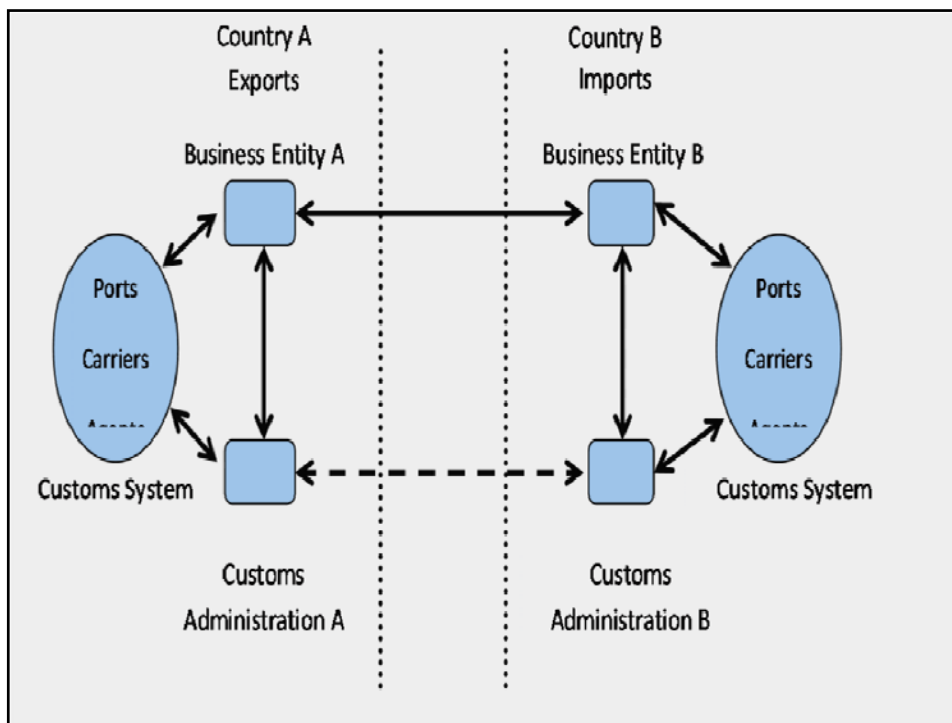 Country A
Exports
Country B
Imports
Business Entity A
Business Entity B
Ports
Carriers
Ports
Carriers
Customs System
Customs System
Customs
Administration A
Customs
Administration B